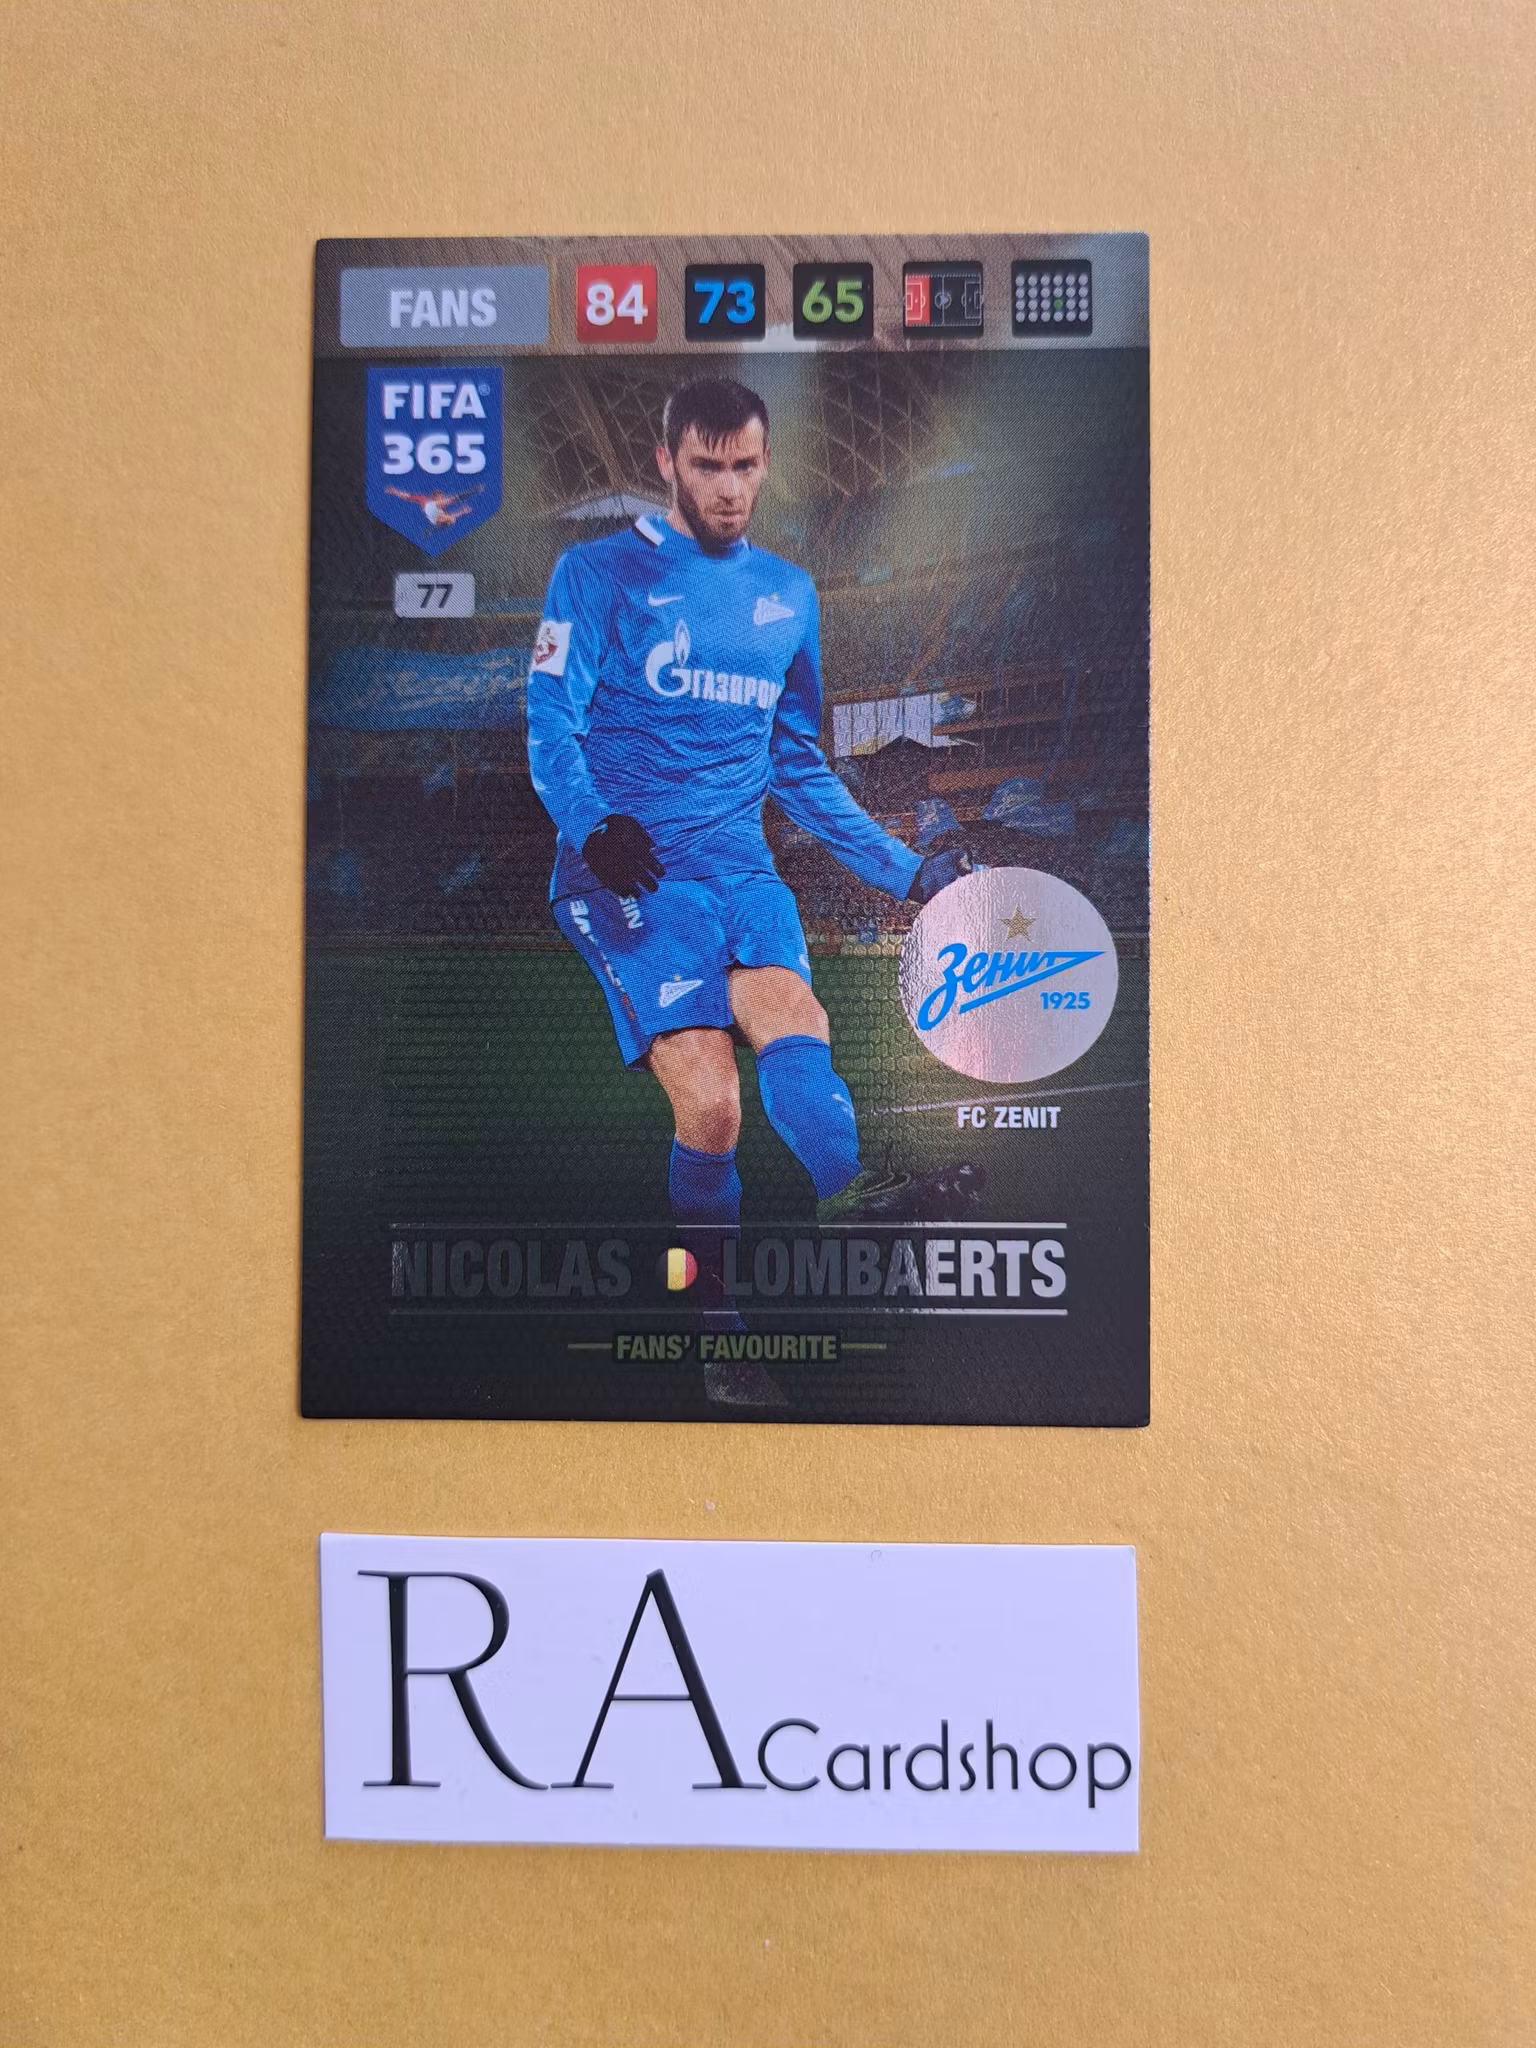 FANS 84 73 65
FIFA®
365
77
ГАЗПРОМ
Зенит
1925
FC ZENIT
NICOLAS LOMBAERTS
FANS' FAVOURITE
RA Cardshop